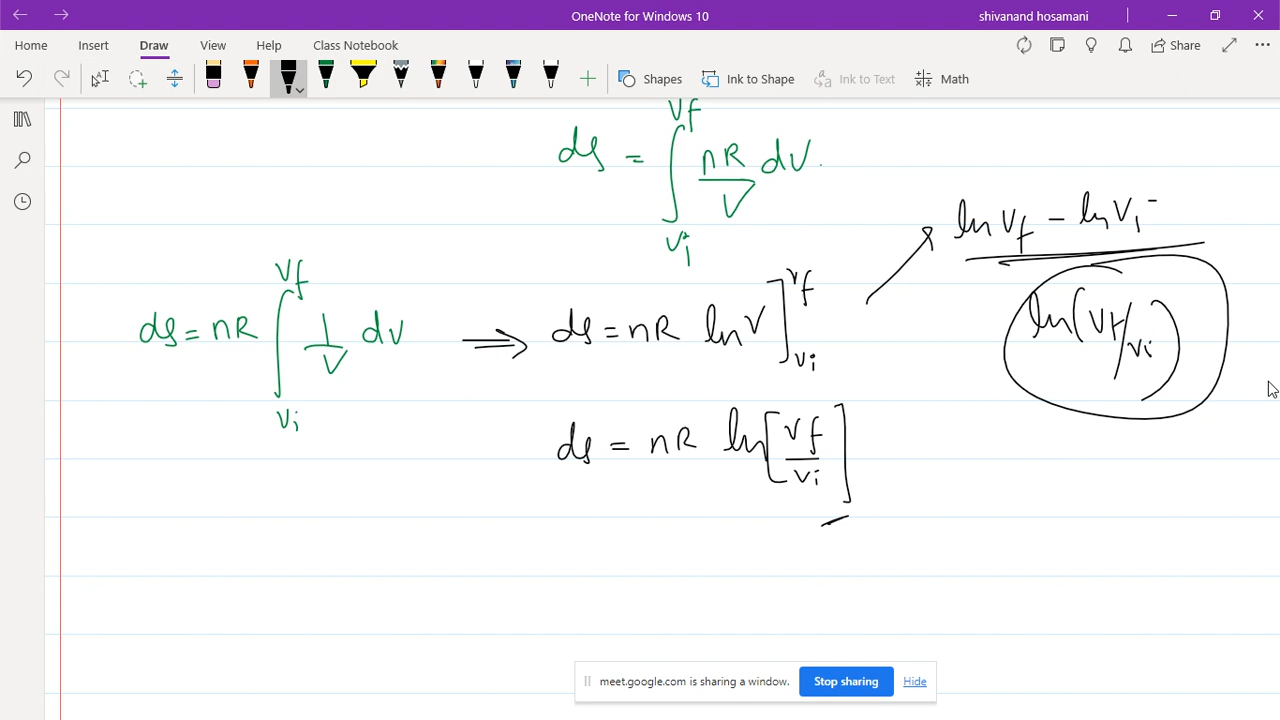 OneNote for Windows 10
shivanand hosamani
Home Insert Draw View Help Class Notebook
Share
Shapes Ink to Shape Ink to Text Math
ds = ∫_{Vi}^{Vf} nR/V dV.
ln Vf - ln Vi
ds = nR ∫_{Vi}^{Vf} 1/V dV ⟹ ds = nR ln V ]_{Vi}^{Vf}
ln(Vf/Vi)
ds = nR ln[Vf/Vi]
meet.google.com is sharing a window. Stop sharing Hide